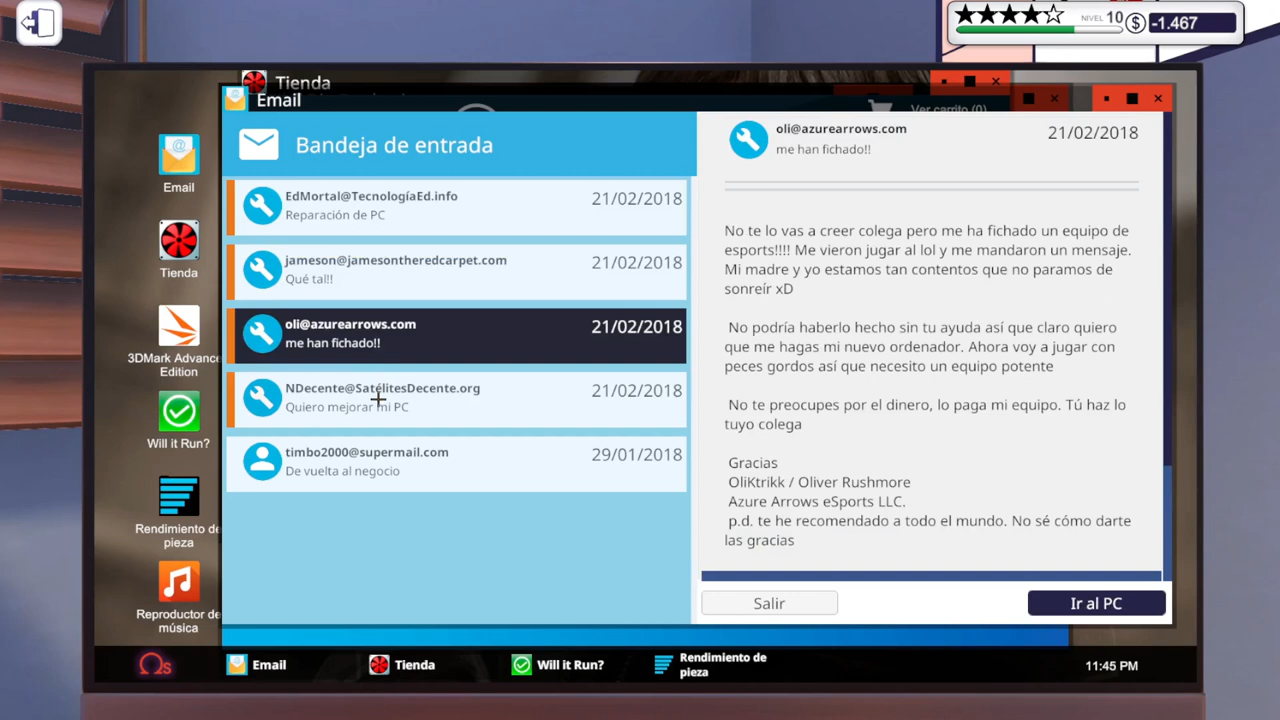 NIVEL 10
$ -1.467
Tienda
Ver carrito (0)
Email
Bandeja de entrada
EdMortal@TecnologíaEd.info 21/02/2018
Reparación de PC
jameson@jamesontheredcarpet.com 21/02/2018
Qué tal!!
oli@azurearrows.com 21/02/2018
me han fichado!!
NDecente@SatélitesDecente.org 21/02/2018
Quiero mejorar mi PC
timbo2000@supermail.com 29/01/2018
De vuelta al negocio
oli@azurearrows.com 21/02/2018
me han fichado!!
No te lo vas a creer colega pero me ha fichado un equipo de
esports!!!! Me vieron jugar al lol y me mandaron un mensaje.
Mi madre y yo estamos tan contentos que no paramos de
sonreír xD
No podría haberlo hecho sin tu ayuda así que claro quiero
que me hagas mi nuevo ordenador. Ahora voy a jugar con
peces gordos así que necesito un equipo potente
No te preocupes por el dinero, lo paga mi equipo. Tú haz lo
tuyo colega
Gracias
OliKtrikk / Oliver Rushmore
Azure Arrows eSports LLC.
p.d. te he recomendado a todo el mundo. No sé cómo darte
las gracias
Salir
Ir al PC
Email
Tienda
3DMark Advance
Edition
Will it Run?
Rendimiento de
pieza
Reproductor de
música
Ωs
Email
Tienda
Will it Run?
Rendimiento de
pieza
11:45 PM